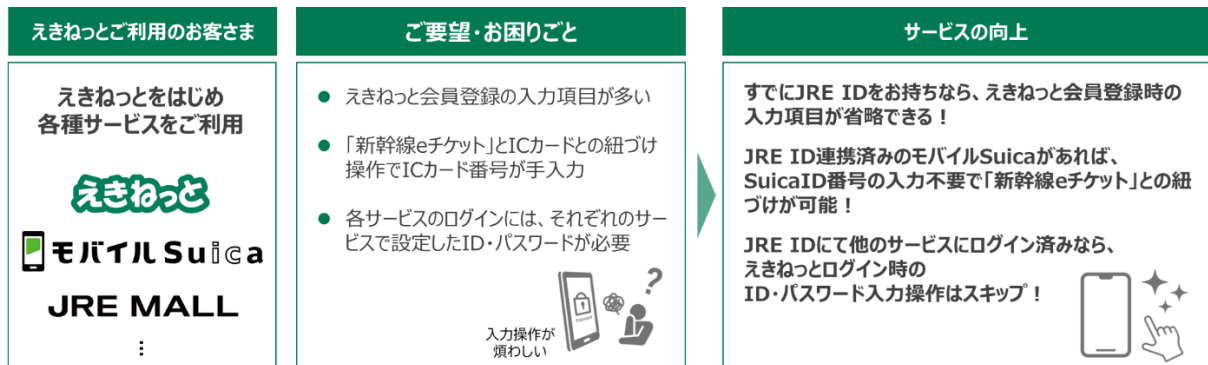 えきねっとご利用のお客さま
えきねっとをはじめ
各種サービスをご利用
えきねっと
モバイルSuica
JRE MALL
⋮
ご要望・お困りごと
● えきねっと会員登録の入力項目が多い
● 「新幹線eチケット」とICカードとの紐づけ
操作でICカード番号が手入力
● 各サービスのログインには、それぞれのサー
ビスで設定したID・パスワードが必要
入力操作が
煩わしい
?
サービスの向上
すでにJRE IDをお持ちなら、えきねっと会員登録時の
入力項目が省略できる！
JRE ID連携済みのモバイルSuicaがあれば、
SuicaID番号の入力不要で「新幹線eチケット」との紐
づけが可能！
JRE IDにて他のサービスにログイン済みなら、
えきねっとログイン時の
ID・パスワード入力操作はスキップ！